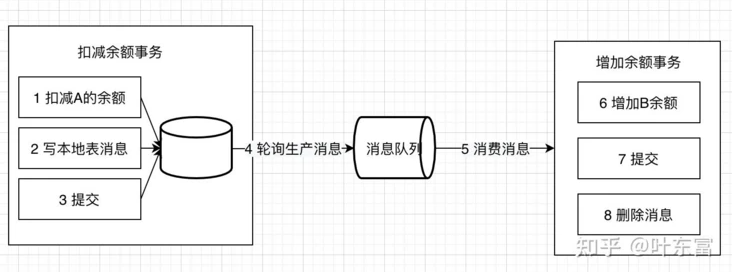 扣减余额事务
1 扣减A的余额
2 写本地表消息
3 提交
4 轮询生产消息
消息队列
5 消费消息
增加余额事务
6 增加B余额
7 提交
8 删除消息
知乎 @叶东富